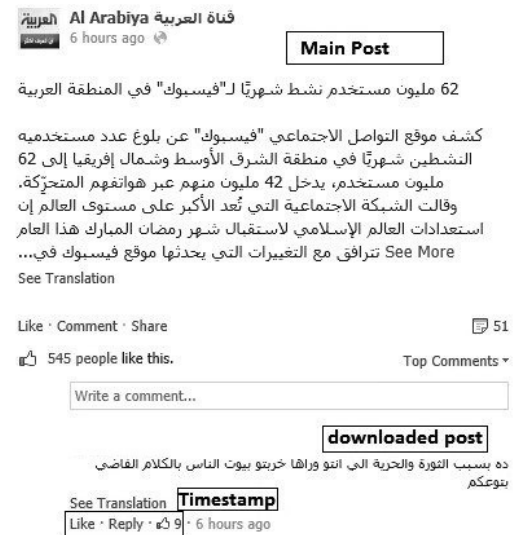 العربية
Al Arabiya قناة العربية
6 hours ago
Main Post
62 مليون مستخدم نشط شهريًا لـ"فيسبوك" في المنطقة العربية
كشف موقع التواصل الاجتماعي "فيسبوك" عن بلوغ عدد مستخدميه
النشطين شهريًا في منطقة الشرق الأوسط وشمال إفريقيا إلى 62
مليون مستخدم، يدخل 42 مليون منهم عبر هواتفهم المتحرّكة.
وقالت الشبكة الاجتماعية التي تُعد الأكبر على مستوى العالم إن
استعدادات العالم الإسلامي لاستقبال شهر رمضان المبارك هذا العام
تترافق مع التغييرات التي يحدثها موقع فيسبوك في... See More
See Translation
Like · Comment · Share 51
545 people like this. Top Comments
Write a comment...
downloaded post
ده بسبب الثورة والحرية الي انتو وراها خربتو بيوت الناس بالكلام الفاضي
بتوعكم
See Translation Timestamp
Like · Reply · 9 · 6 hours ago